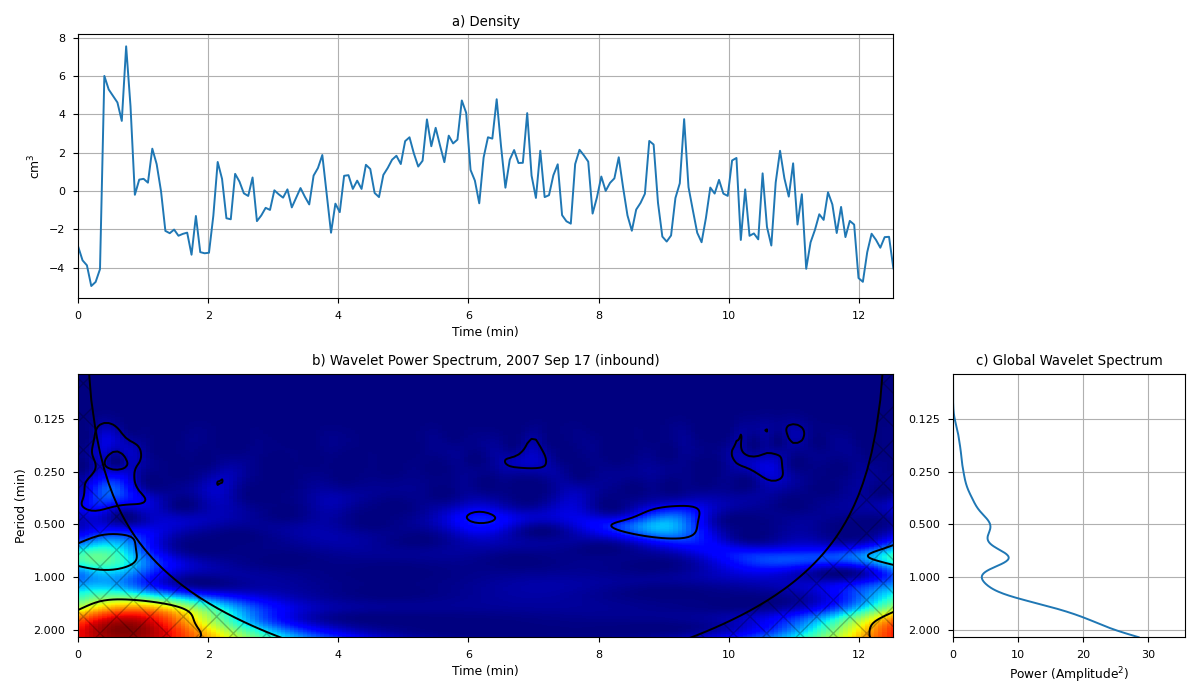 a) Density
8
6
4
2
0
−2
−4
cm³
0 2 4 6 8 10 12
Time (min)
b) Wavelet Power Spectrum, 2007 Sep 17 (inbound)
0.125
0.250
0.500
1.000
2.000
Period (min)
0 2 4 6 8 10 12
Time (min)
c) Global Wavelet Spectrum
0.125
0.250
0.500
1.000
2.000
0 10 20 30
Power (Amplitude²)